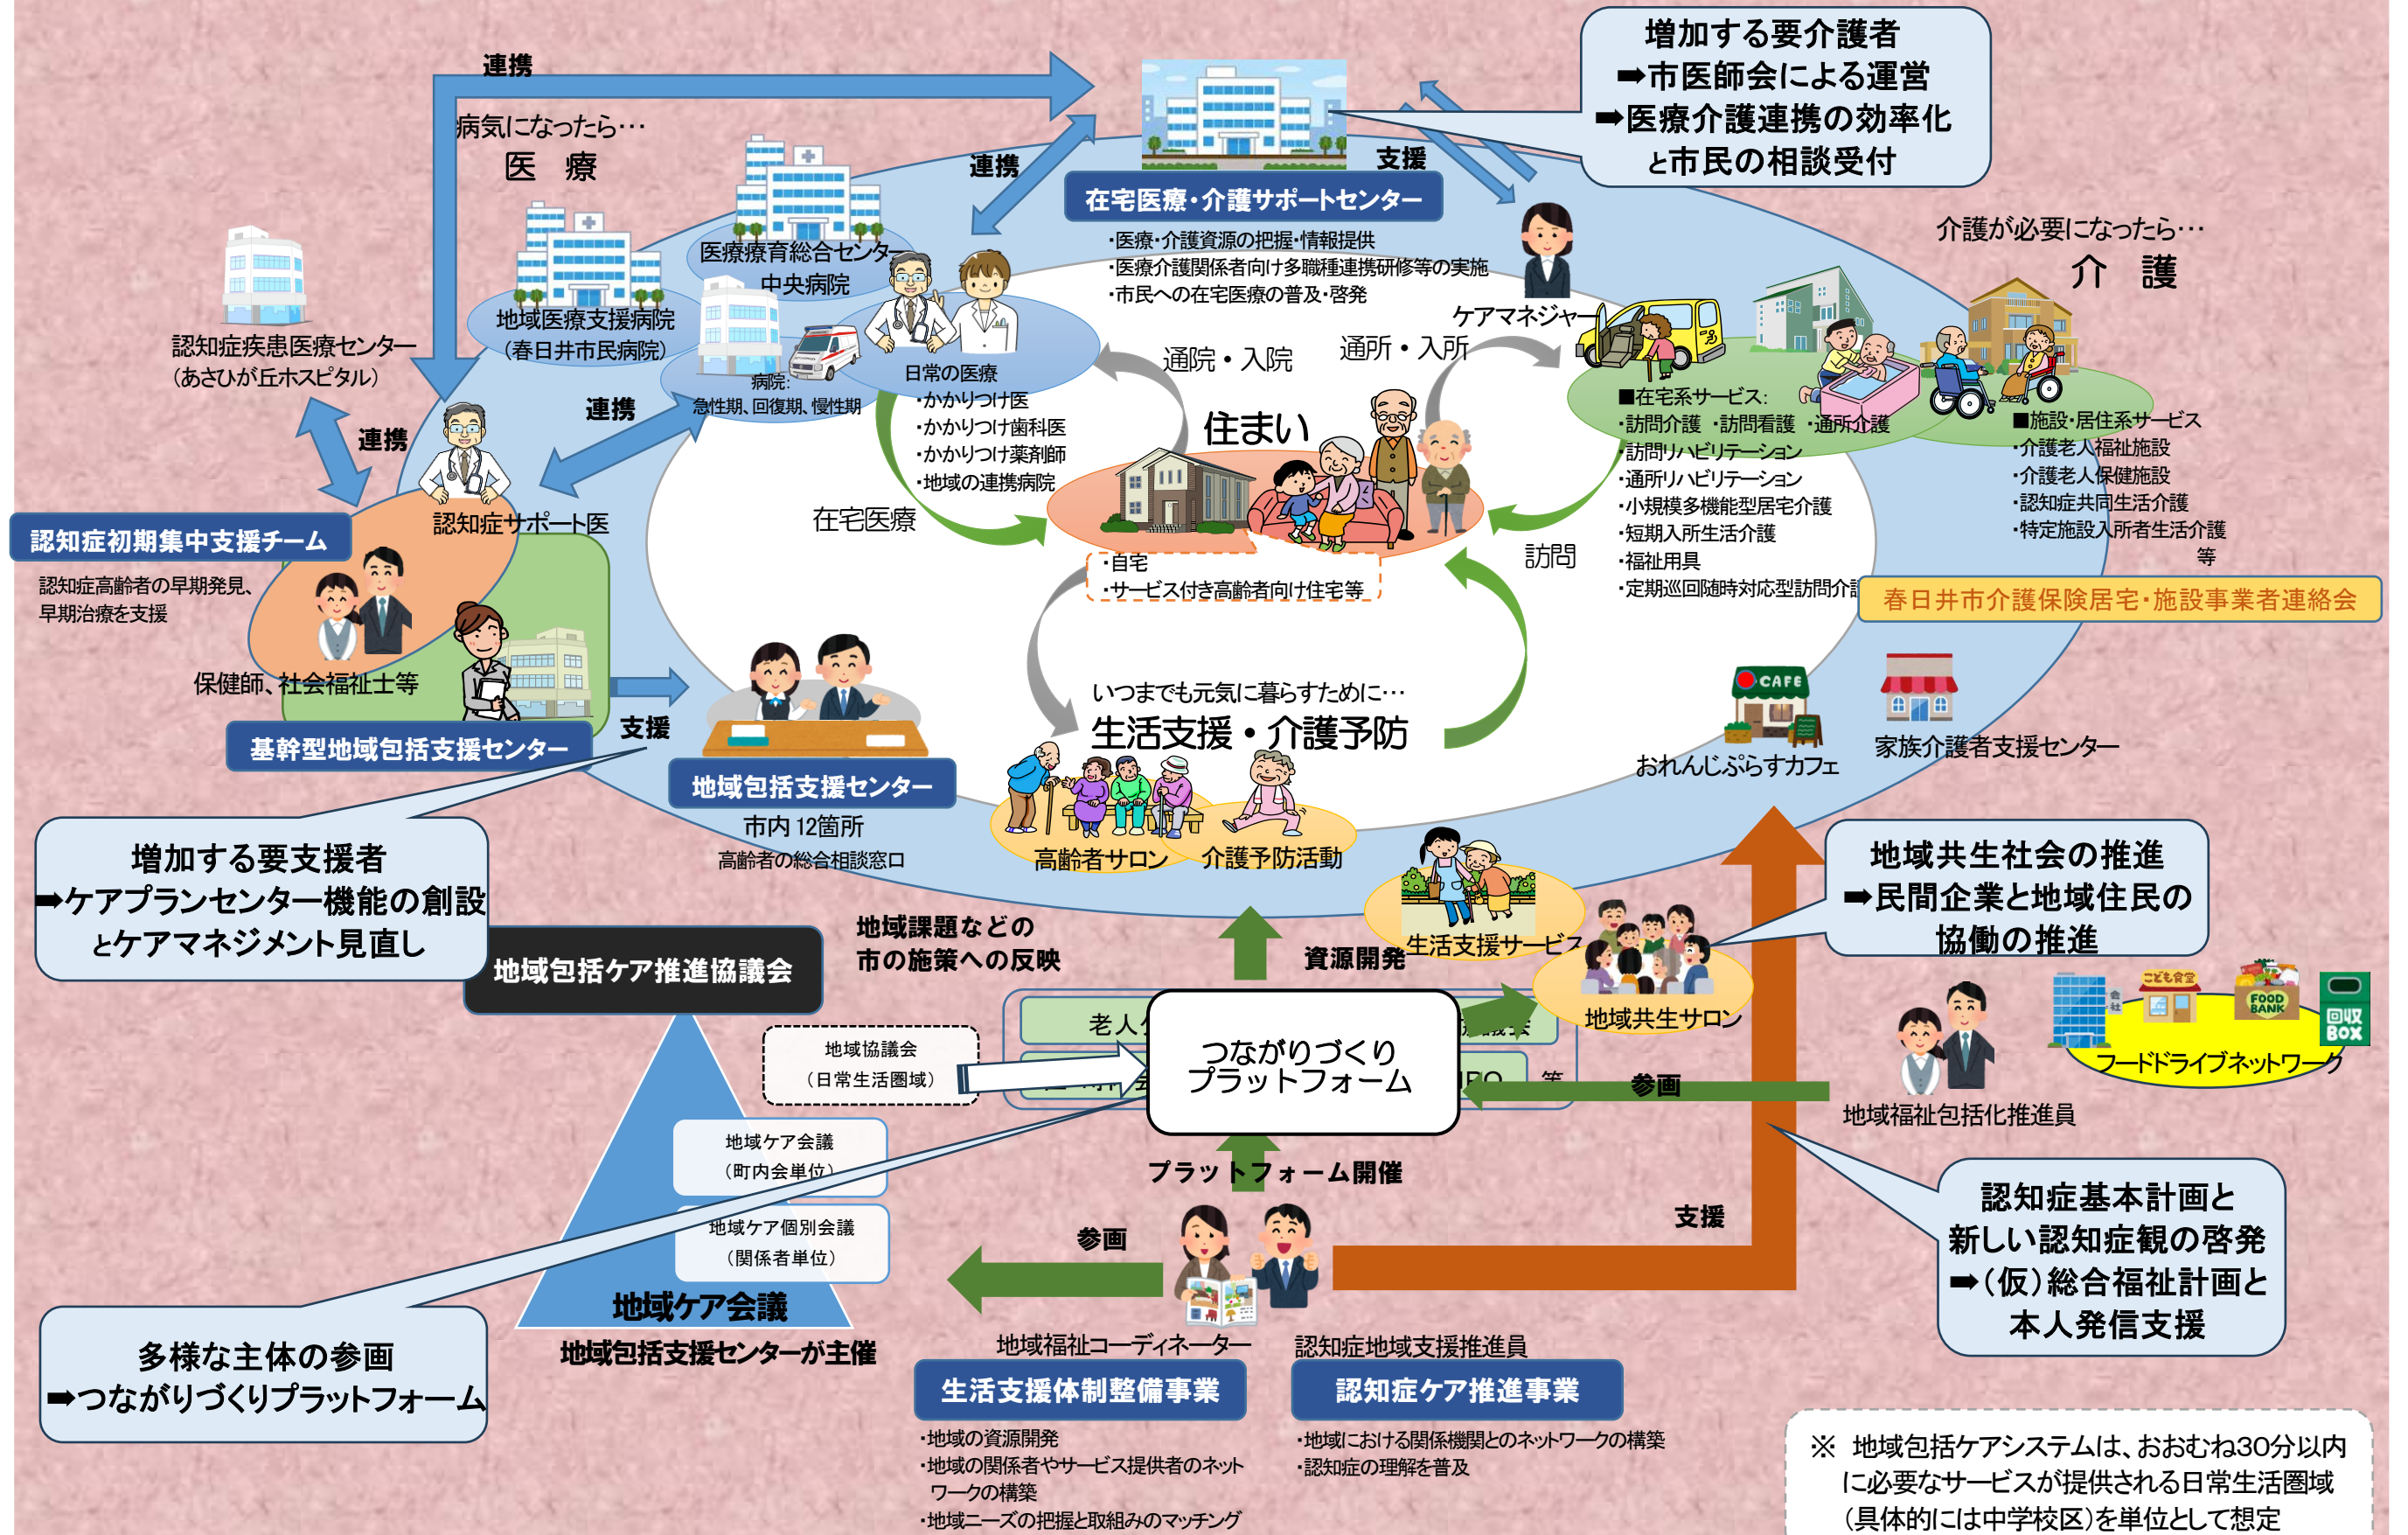 連携
病気になったら…
医 療
連携
支援
増加する要介護者
➡市医師会による運営
➡医療介護連携の効率化
と市民の相談受付
在宅医療・介護サポートセンター
・医療・介護資源の把握・情報提供
・医療介護関係者向け多職種連携研修等の実施
・市民への在宅医療の普及・啓発
介護が必要になったら…
介 護
医療療育総合センター
中央病院
地域医療支援病院
（春日井市民病院）
認知症疾患医療センター
（あさひが丘ホスピタル）
病院:
急性期、回復期、慢性期
日常の医療
・かかりつけ医
・かかりつけ歯科医
・かかりつけ薬剤師
・地域の連携病院
連携
連携
ケアマネジャー
通院・入院
通所・入所
住まい
在宅医療
訪問
・自宅
・サービス付き高齢者向け住宅等
■在宅系サービス:
・訪問介護 ・訪問看護 ・通所介護
・訪問リハビリテーション
・通所リハビリテーション
・小規模多機能型居宅介護
・短期入所生活介護
・福祉用具
・定期巡回随時対応型訪問介護
■施設・居住系サービス
・介護老人福祉施設
・介護老人保健施設
・認知症共同生活介護
・特定施設入所者生活介護
等
春日井市介護保険居宅・施設事業者連絡会
認知症サポート医
認知症初期集中支援チーム
認知症高齢者の早期発見、
早期治療を支援
保健師、社会福祉士等
基幹型地域包括支援センター
支援
地域包括支援センター
市内 12箇所
高齢者の総合相談窓口
いつまでも元気に暮らすために…
生活支援・介護予防
高齢者サロン
介護予防活動
CAFE
おれんじぷらすカフェ
家族介護者支援センター
増加する要支援者
➡ケアプランセンター機能の創設
とケアマネジメント見直し
地域包括ケア推進協議会
地域課題などの
市の施策への反映
資源開発
生活支援サービス
地域共生サロン
地域共生社会の推進
➡民間企業と地域住民の
協働の推進
会社
こども食堂
FOOD
BANK
回収
BOX
フードドライブネットワーク
地域福祉包括化推進員
参画
老人
等
つながりづくり
プラットフォーム
地域協議会
（日常生活圏域）
地域ケア会議
（町内会単位）
地域ケア個別会議
（関係者単位）
地域ケア会議
地域包括支援センターが主催
プラットフォーム開催
参画
支援
多様な主体の参画
➡つながりづくりプラットフォーム
認知症基本計画と
新しい認知症観の啓発
➡（仮）総合福祉計画と
本人発信支援
地域福祉コーディネーター
認知症地域支援推進員
生活支援体制整備事業
・地域の資源開発
・地域の関係者やサービス提供者のネット
ワークの構築
・地域ニーズの把握と取組みのマッチング
認知症ケア推進事業
・地域における関係機関とのネットワークの構築
・認知症の理解を普及
※ 地域包括ケアシステムは、おおむね30分以内
に必要なサービスが提供される日常生活圏域
（具体的には中学校区）を単位として想定